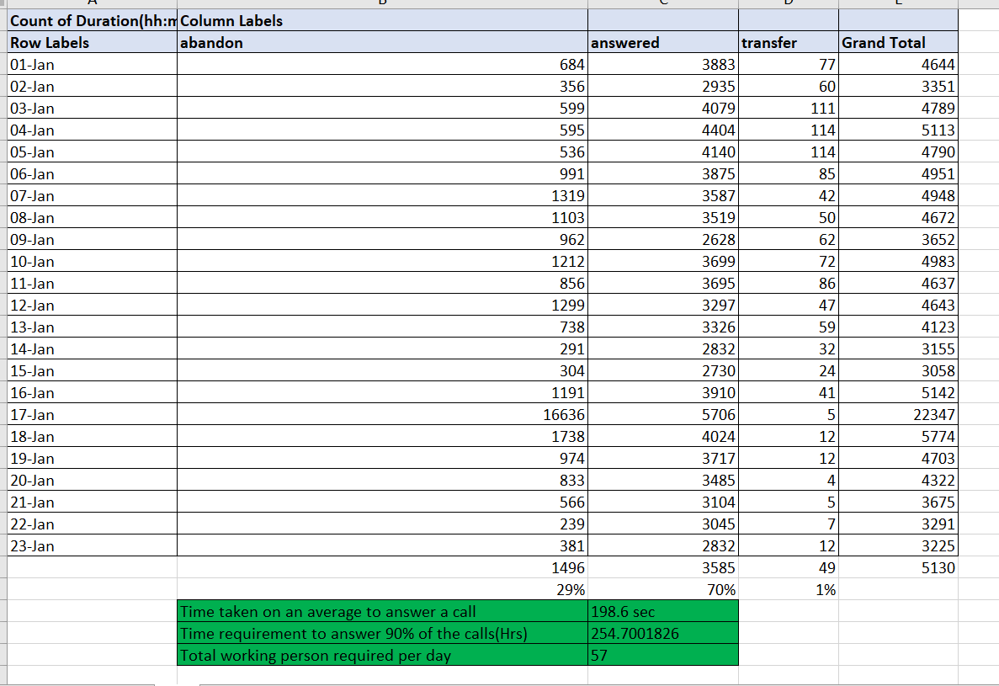 Count of Duration(hh:m Column Labels
Row Labels abandon answered transfer Grand Total
01-Jan 684 3883 77 4644
02-Jan 356 2935 60 3351
03-Jan 599 4079 111 4789
04-Jan 595 4404 114 5113
05-Jan 536 4140 114 4790
06-Jan 991 3875 85 4951
07-Jan 1319 3587 42 4948
08-Jan 1103 3519 50 4672
09-Jan 962 2628 62 3652
10-Jan 1212 3699 72 4983
11-Jan 856 3695 86 4637
12-Jan 1299 3297 47 4643
13-Jan 738 3326 59 4123
14-Jan 291 2832 32 3155
15-Jan 304 2730 24 3058
16-Jan 1191 3910 41 5142
17-Jan 16636 5706 5 22347
18-Jan 1738 4024 12 5774
19-Jan 974 3717 12 4703
20-Jan 833 3485 4 4322
21-Jan 566 3104 5 3675
22-Jan 239 3045 7 3291
23-Jan 381 2832 12 3225
1496 3585 49 5130
29% 70% 1%
Time taken on an average to answer a call 198.6 sec
Time requirement to answer 90% of the calls(Hrs) 254.7001826
Total working person required per day 57